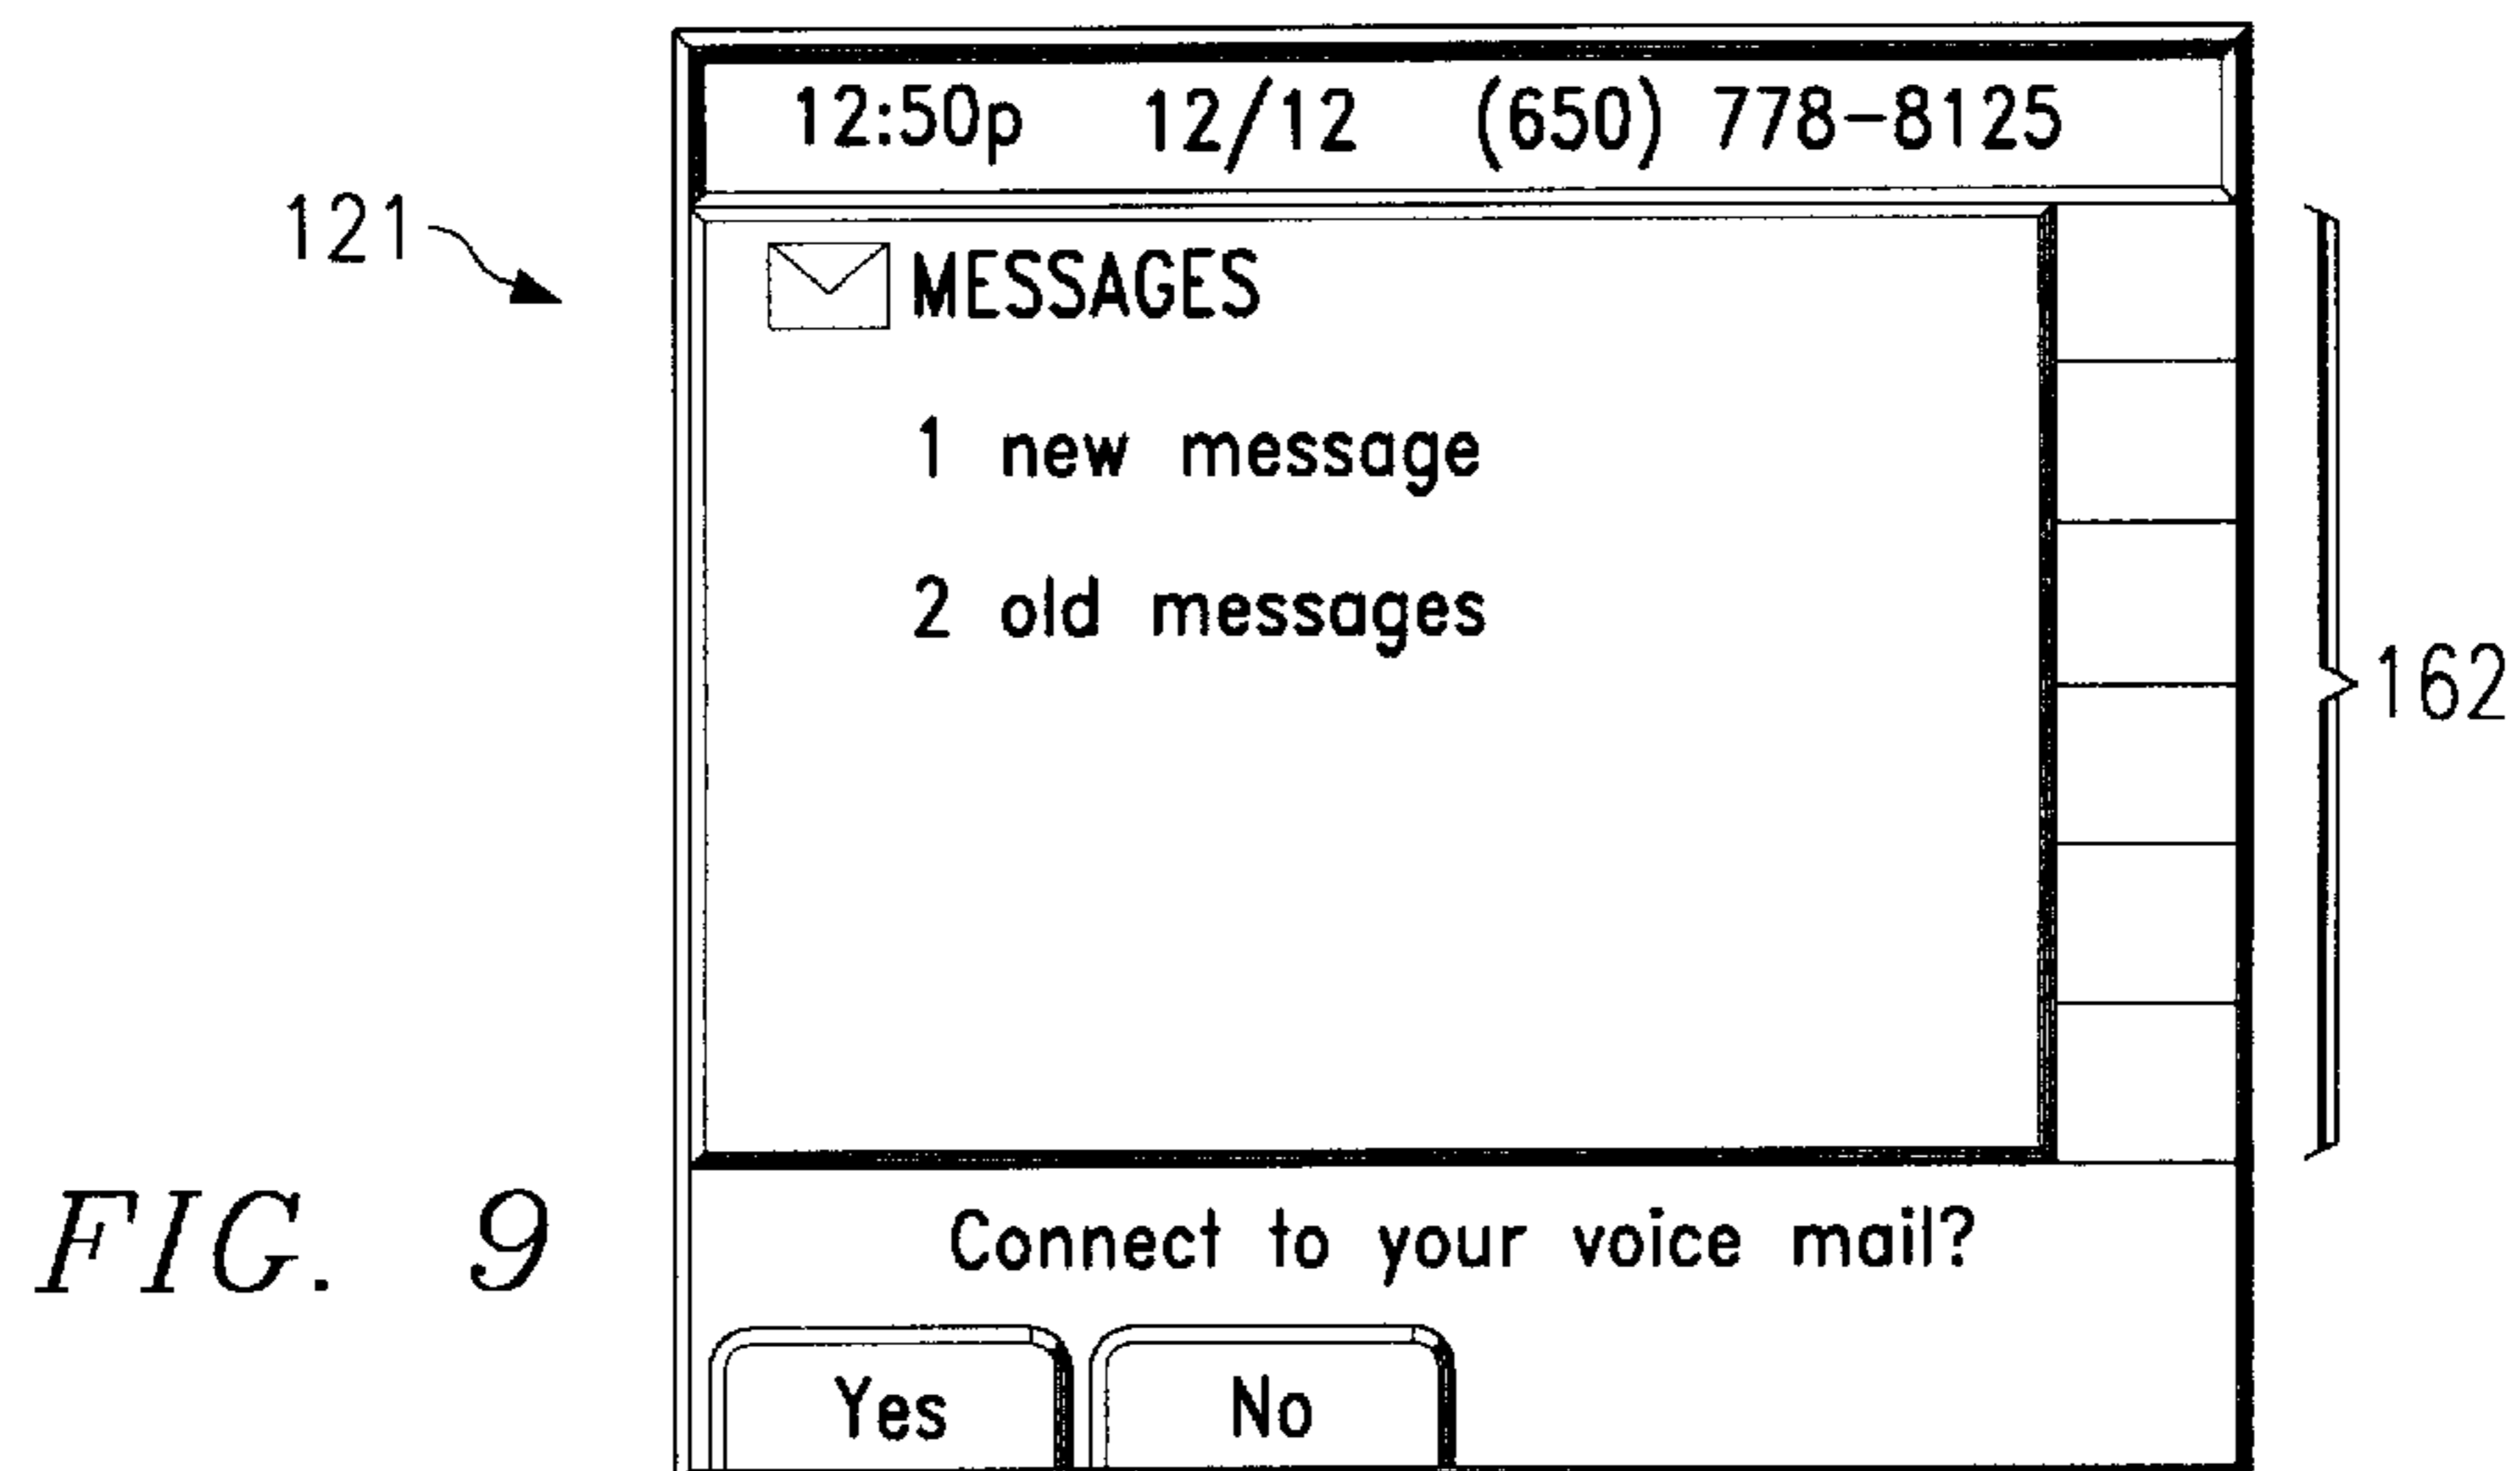 12:50p 12/12 (650) 778-8125
121
MESSAGES
1 new message
2 old messages
162
Connect to your voice mail?
FIG. 9
Yes No